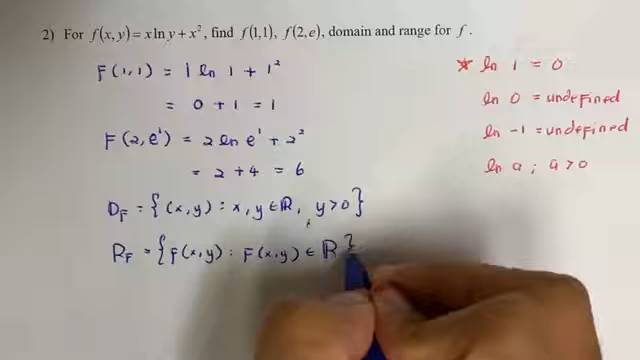 2) For f(x,y)=x ln y+x², find f(1,1), f(2,e), domain and range for f.
F(1,1) = 1 ln 1 + 1²
= 0 + 1 = 1
F(2,e¹) = 2 ln e¹ + 2²
= 2 + 4 = 6
D_F = {(x,y) : x,y ∈ ℝ, y>0}
R_F = {F(x,y) : F(x,y) ∈ ℝ}
* ln 1 = 0
ln 0 = undefined
ln -1 = undefined
ln a ; a > 0